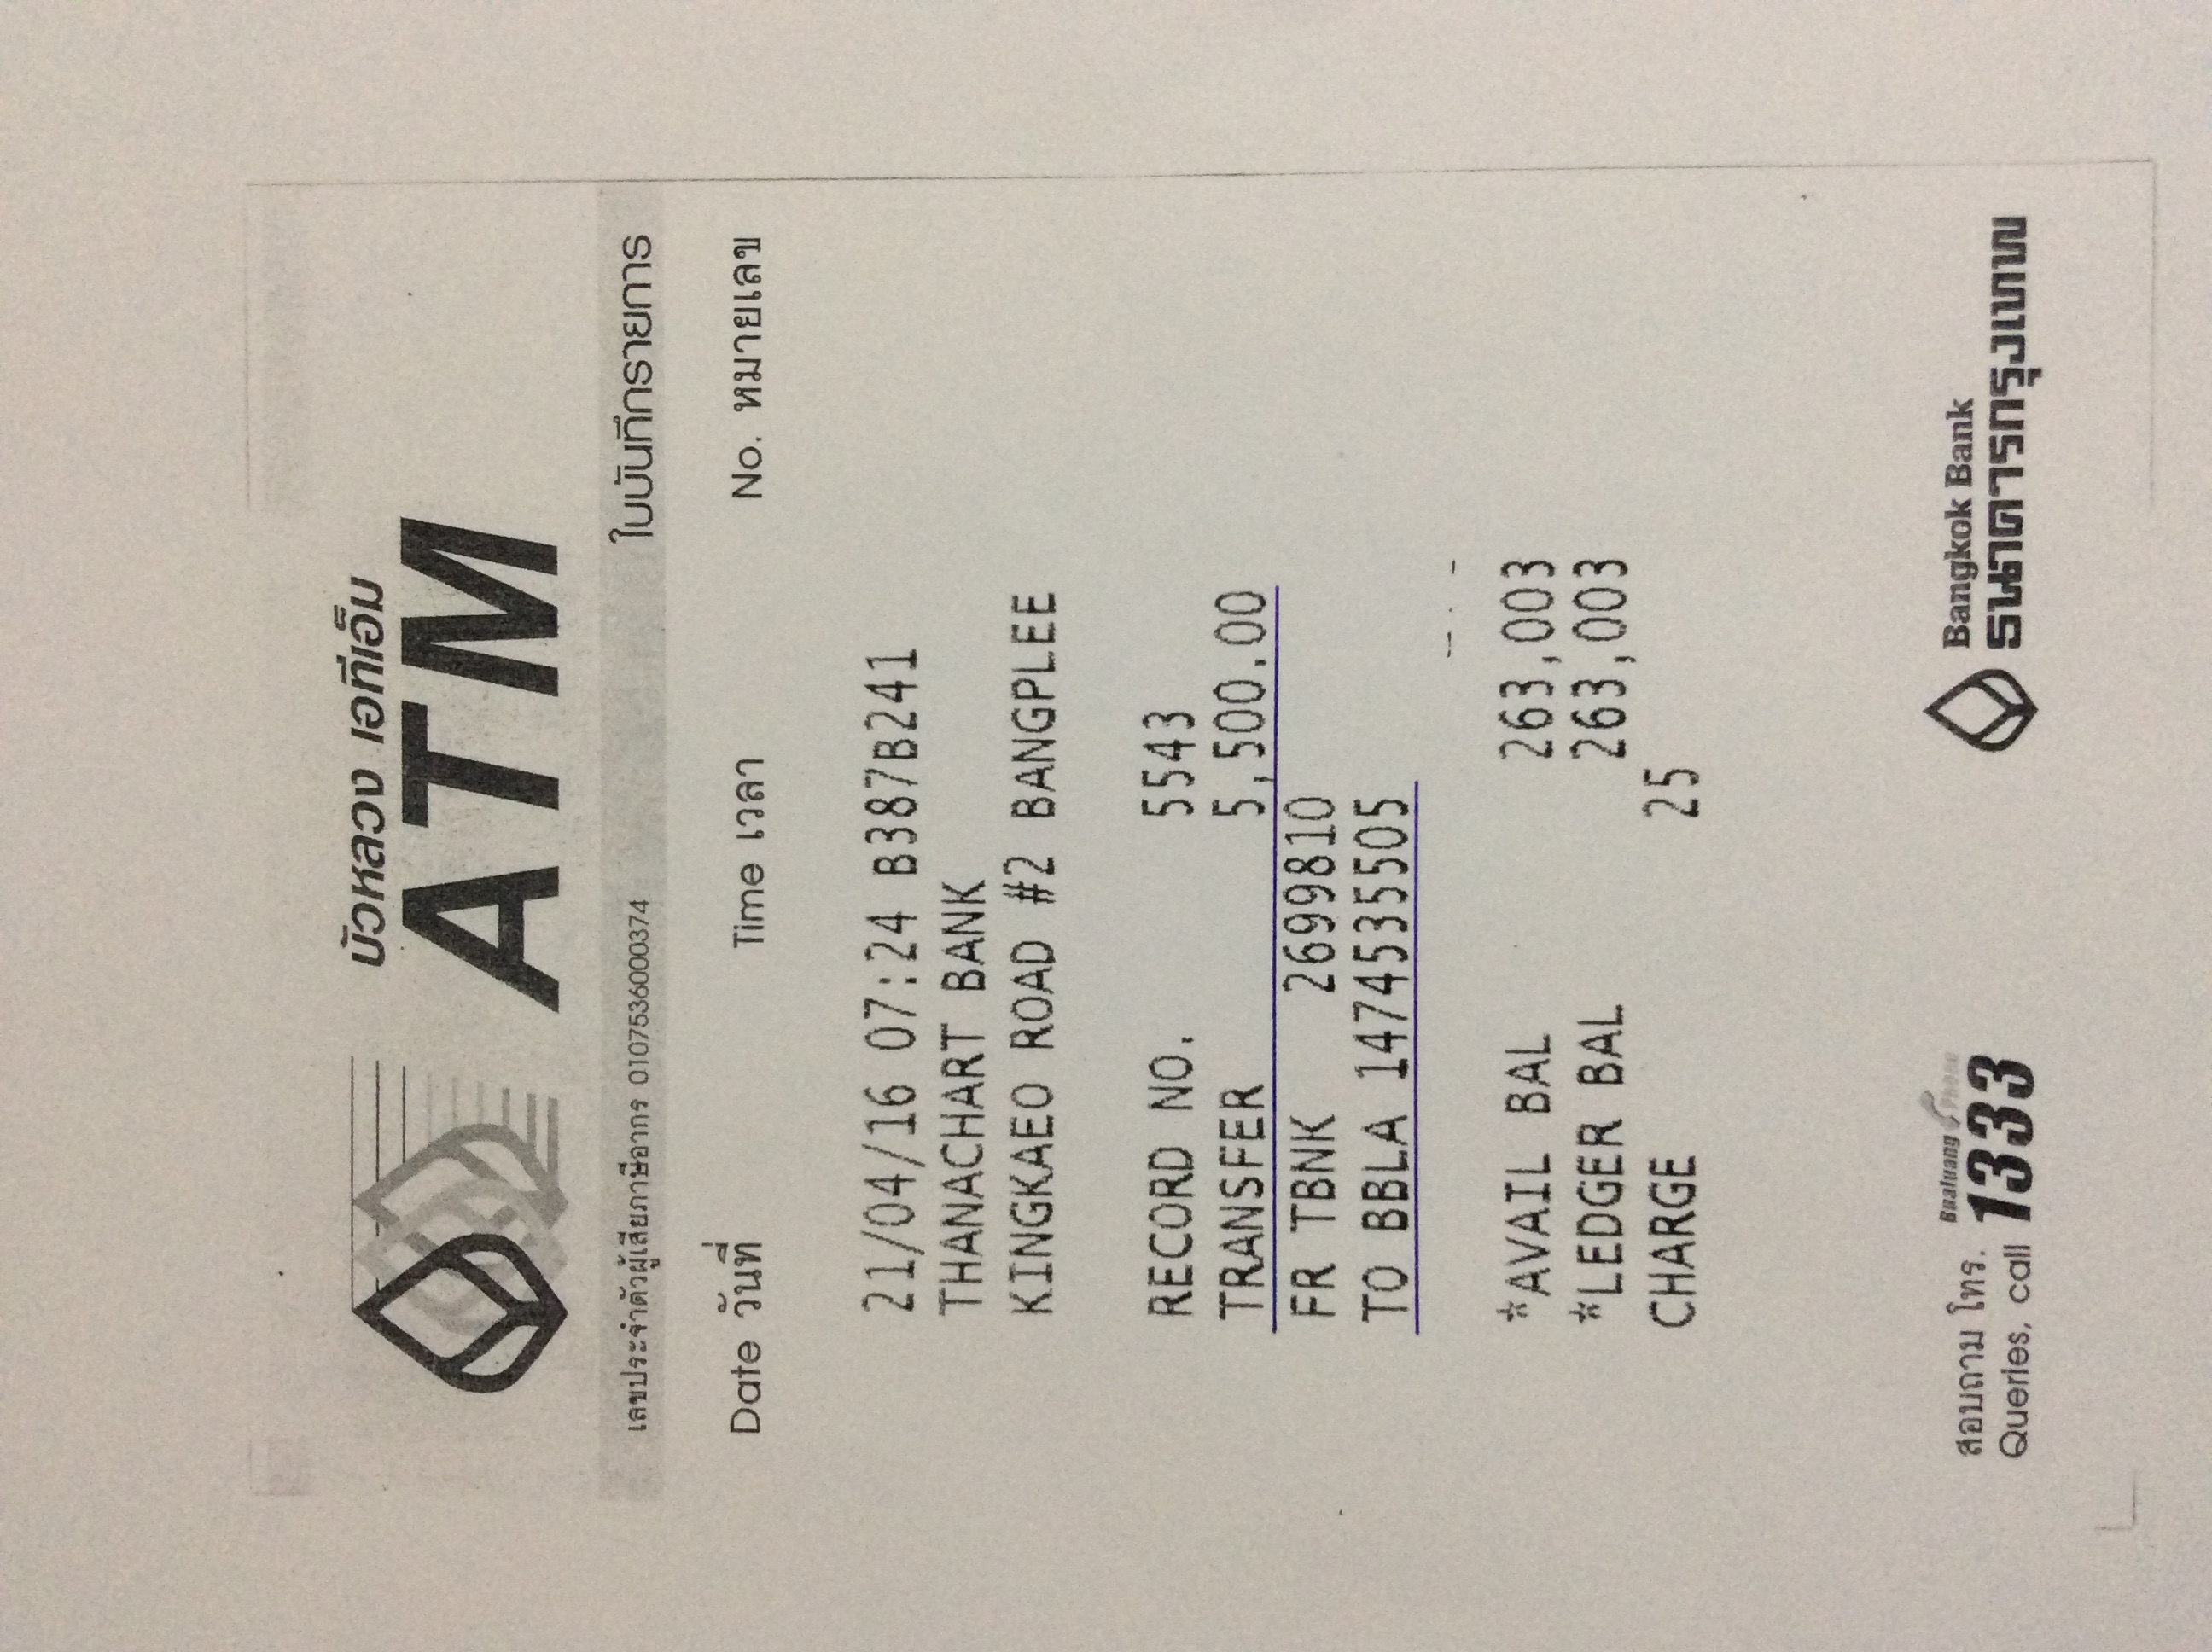 บัวหลวง เอทีเอ็ม
ATM
เลขประจำตัวผู้เสียภาษีอากร 0107536000374 ใบบันทึกรายการ
Date วันที่ Time เวลา No. หมายเลข
21/04/16 07:24 B387B241
THANACHART BANK
KINGKAEO ROAD #2 BANGPLEE
RECORD NO. 5543
TRANSFER 5,500.00
FR TBNK 2699810
TO BBLA 1474535505
*AVAIL BAL 263,003
*LEDGER BAL 263,003
CHARGE 25
สอบถาม โทร.
Queries, call
Bualuang
1333
Bangkok Bank
ธนาคารกรุงเทพ